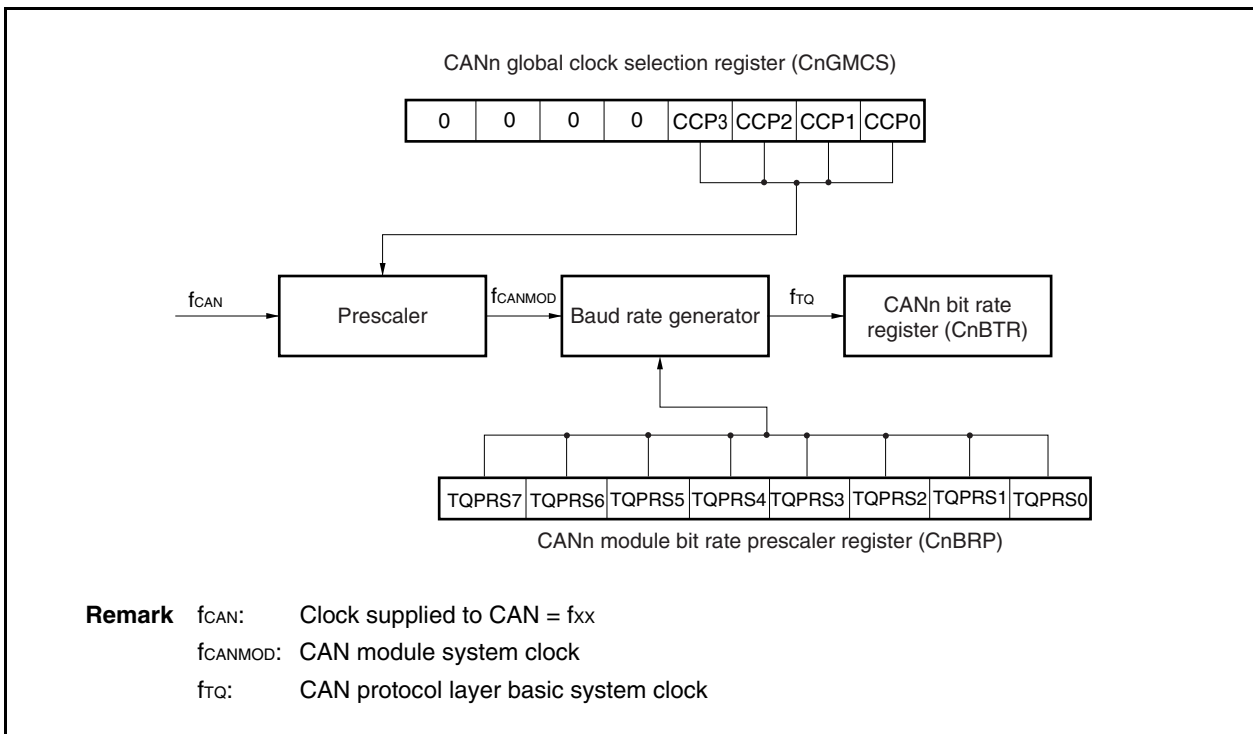 CANn global clock selection register (CnGMCS)
0 0 0 0 CCP3 CCP2 CCP1 CCP0
fCAN
Prescaler
fCANMOD
Baud rate generator
fTQ
CANn bit rate
register (CnBTR)
TQPRS7 TQPRS6 TQPRS5 TQPRS4 TQPRS3 TQPRS2 TQPRS1 TQPRS0
CANn module bit rate prescaler register (CnBRP)
Remark fCAN: Clock supplied to CAN = fXX
fCANMOD: CAN module system clock
fTQ: CAN protocol layer basic system clock